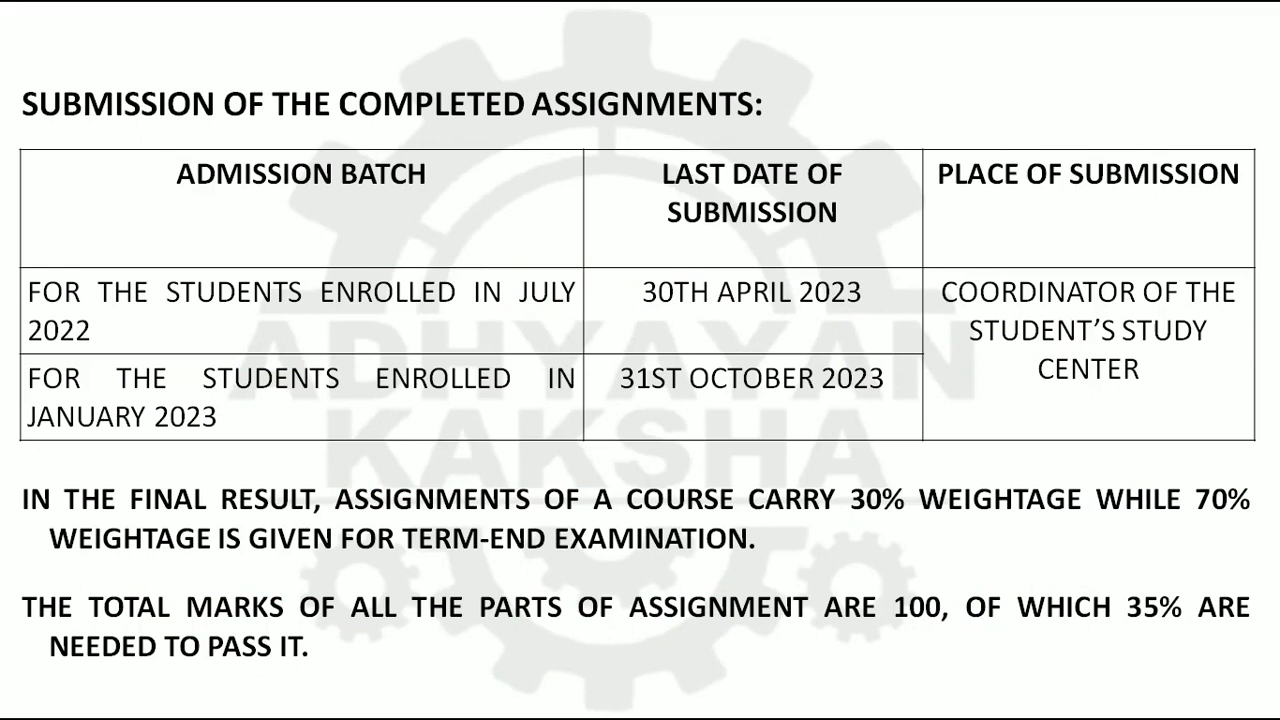 SUBMISSION OF THE COMPLETED ASSIGNMENTS:
ADMISSION BATCH
LAST DATE OF
SUBMISSION
PLACE OF SUBMISSION
FOR THE STUDENTS ENROLLED IN JULY
2022
30TH APRIL 2023
COORDINATOR OF THE
STUDENT’S STUDY
CENTER
FOR THE STUDENTS ENROLLED IN
JANUARY 2023
31ST OCTOBER 2023
ADHYAYAN
KAKSHA
IN THE FINAL RESULT, ASSIGNMENTS OF A COURSE CARRY 30% WEIGHTAGE WHILE 70%
WEIGHTAGE IS GIVEN FOR TERM-END EXAMINATION.
THE TOTAL MARKS OF ALL THE PARTS OF ASSIGNMENT ARE 100, OF WHICH 35% ARE
NEEDED TO PASS IT.